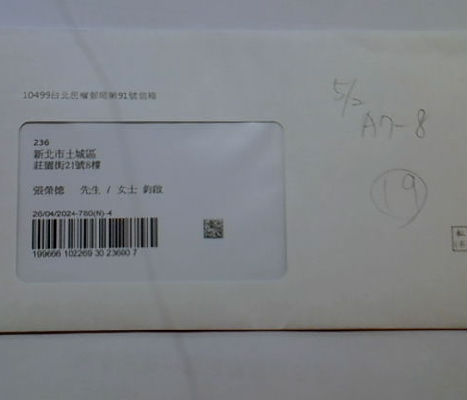 10499台北民權郵局第91號信箱
5/2
A7-8
236
新北市土城區
莊園街21號8樓
張榮德 先生 / 女士 鈞啟
19
26/04/2024-780(N)-4
199666 102269 30 23660 7